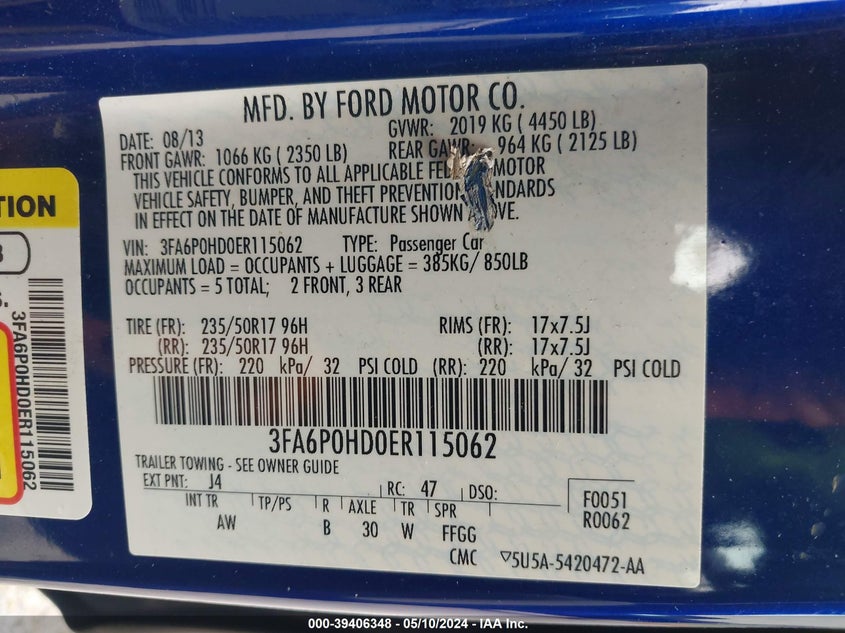 MFD. BY FORD MOTOR CO.
DATE: 08/13
GVWR: 2019 KG ( 4450 LB)
FRONT GAWR: 1066 KG ( 2350 LB)
REAR GAWR: 964 KG ( 2125 LB)
THIS VEHICLE CONFORMS TO ALL APPLICABLE MOTOR
VEHICLE SAFETY, BUMPER, AND THEFT PREVENTION
IN EFFECT ON THE DATE OF MANUFACTURE SHOWN
VIN: 3FA6P0HD0ER115062 TYPE: Passenger Car
MAXIMUM LOAD = OCCUPANTS + LUGGAGE = 385KG/ 850LB
OCCUPANTS = 5 TOTAL; 2 FRONT, 3 REAR
TIRE (FR): 235/50R17 96H RIMS (FR): 17x7.5J
(RR): 235/50R17 96H (RR): 17x7.5J
PRESSURE (FR): 220 kPa/ 32 PSI COLD (RR): 220 kPa/ 32 PSI COLD
3FA6P0HD0ER115062
TRAILER TOWING - SEE OWNER GUIDE
EXT PNT: J4 RC: 47 DSO:
INT TR TP/PS R AXLE TR SPR
AW B 30 W FFGG
F0051
R0062
CMC ▽5U5A-5420472-AA
3FA6P0HD0ER115062
000-39406348 - 05/10/2024 - IAA Inc.